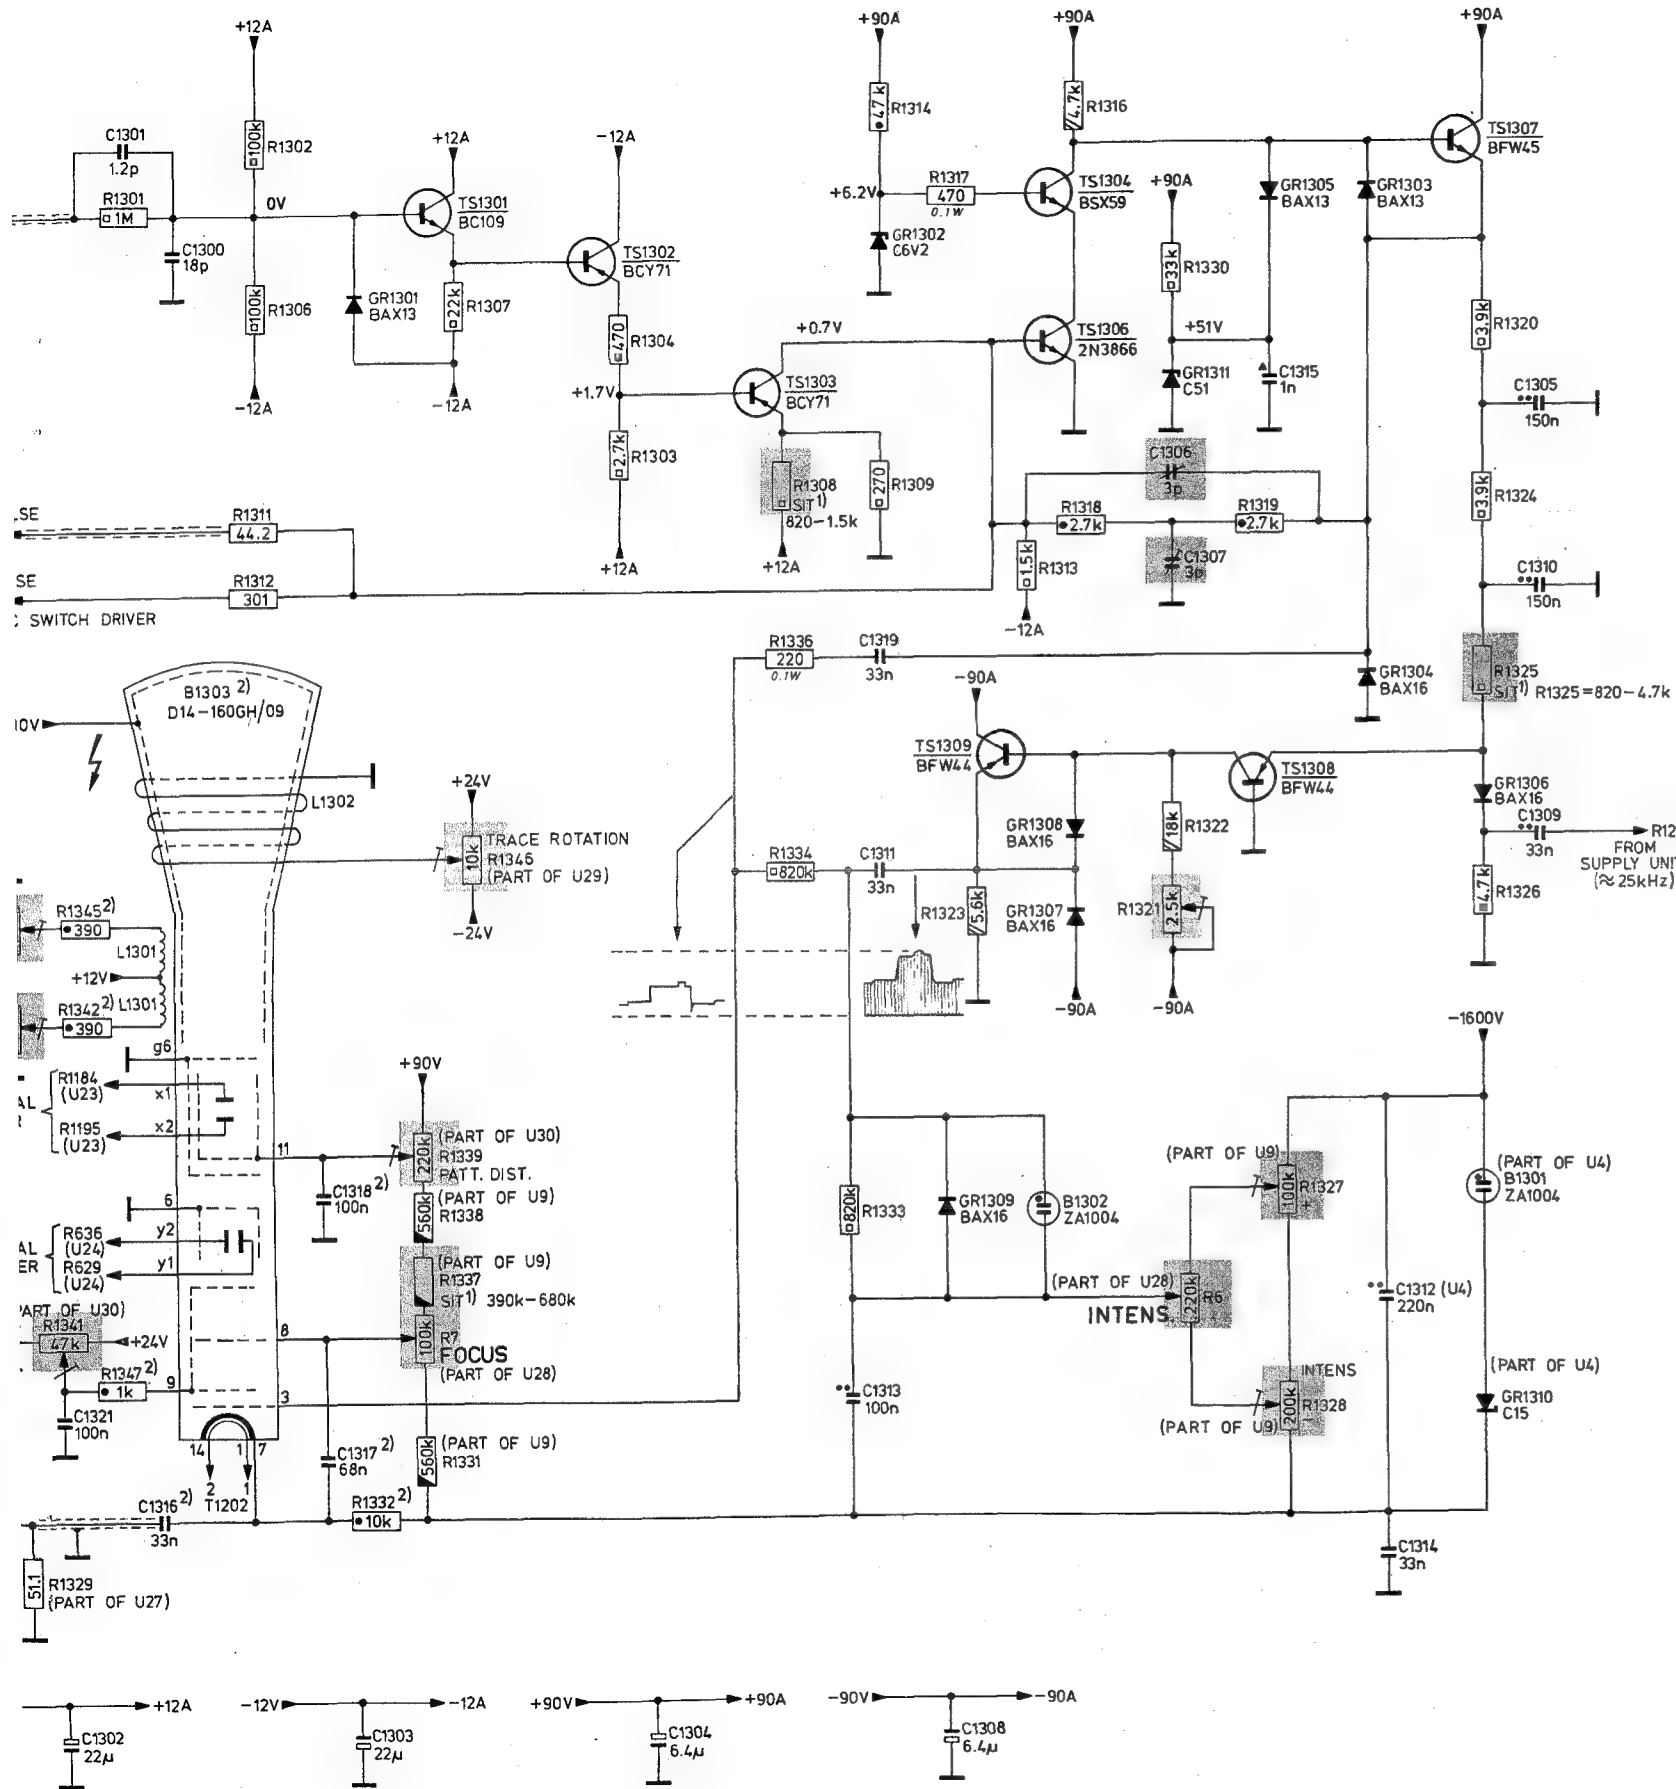 +12A
+90A
+90A
+90A
C1301
1.2p
R1301
1M
C1300
18p
100k
R1302
0V
100k
R1306
-12A
GR1301
BAX13
+12A
TS1301
BC109
22k
R1307
-12A
-12A
TS1302
BCY71
470
R1304
+1.7V
2.7k
R1303
+12A
TS1303
BCY71
+0.7V
R1308
SIT 1)
820-1.5k
+12A
270
R1309
47k
R1314
+6.2V
R1317
470
0.1W
GR1302
C6V2
4.7k
R1316
TS1304
BSX59
TS1306
2N3866
+90A
33k
R1330
+51V
GR1311
C51
GR1305
BAX13
C1315
1n
GR1303
BAX13
TS1307
BFW45
3.9k
R1320
C1305
150n
3.9k
R1324
C1310
150n
C1306
3p
R1318
2.7k
R1319
2.7k
C1307
3p
1.5k
R1313
-12A
LSE
R1311
44.2
SE
R1312
301
C SWITCH DRIVER
R1336
220
0.1W
C1319
33n
GR1304
BAX16
R1325
SIT 1) R1325=820-4.7k
B1303 2)
D14-160GH/09
10V
L1302
+24V
10k
TRACE ROTATION
R1346
(PART OF U29)
-24V
-90A
TS1309
BFW44
TS1308
BFW44
GR1306
BAX16
C1309
33n
R12
FROM
SUPPLY UNI
(≈25kHz)
4.7k
R1326
R1334
820k
C1311
33n
R1323
5.6k
GR1308
BAX16
GR1307
BAX16
-90A
18k
R1322
R1321
2.5k
-90A
R1345 2)
390
L1301
+12V
L1301
R1342 2)
390
g6
R1184
(U23)
x1
R1195
(U23)
x2
AL
R
11
C1318 2)
100n
+90V
220k
(PART OF U30)
R1339
PATT. DIST.
560k
(PART OF U9)
R1338
(PART OF U9)
R1337
SIT 1) 390k-680k
100k
R7
FOCUS
(PART OF U28)
560k
(PART OF U9)
R1331
6
R636
(U24)
y2
R629
(U24)
y1
AL
ER
PART OF U30)
R1341
47k
+24V
R1347 2)
1k
9
8
3
C1321
100n
14
1
7
2
1
T1202
C1317 2)
68n
C1316 2)
33n
R1332 2)
10k
51.1
R1329
(PART OF U27)
-1600V
820k
R1333
GR1309
BAX16
B1302
ZA1004
C1313
100n
(PART OF U28)
INTENS.
220k
R6
(PART OF U9)
100k
R1327
+
INTENS
200k
R1328
-
(PART OF U9)
C1312 (U4)
220n
(PART OF U4)
B1301
ZA1004
(PART OF U4)
GR1310
C15
C1314
33n
+12A
C1302
22μ
-12V
-12A
C1303
22μ
+90V
+90A
C1304
6.4μ
-90V
-90A
C1308
6.4μ